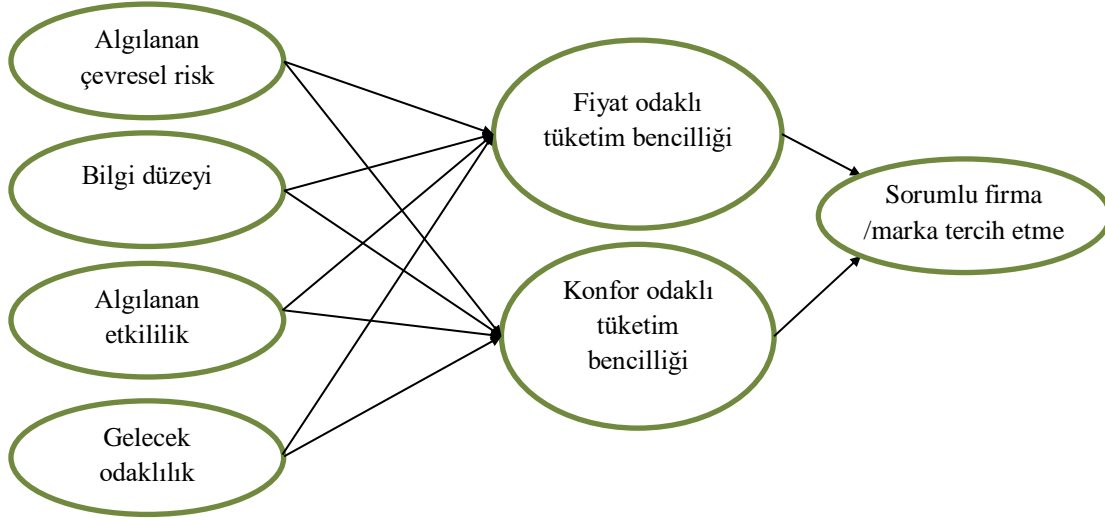 Algılanan
çevresel risk
Bilgi düzeyi
Algılanan
etkililik
Gelecek
odaklılık
Fiyat odaklı
tüketim bencilliği
Konfor odaklı
tüketim
bencilliği
Sorumlu firma
/marka tercih etme